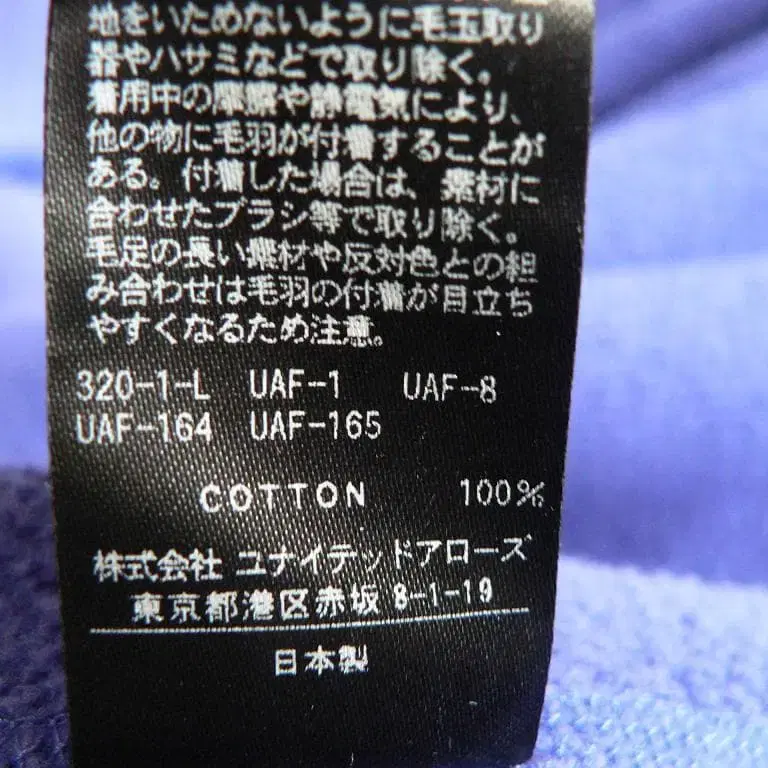 地をいためないように毛玉取り
器やハサミなどで取り除く。
着用中の摩擦や静電気により、
他の物に毛羽が付着することが
ある。付着した場合は、素材に
合わせたブラシ等で取り除く。
毛足の長い素材や反対色との組
み合わせは毛羽の付着が目立ち
やすくなるため注意。
320-1-L UAF-1 UAF-8
UAF-164 UAF-165
COTTON 100%
株式会社 ユナイテッドアローズ
東京都港区赤坂 8-1-19
日本製